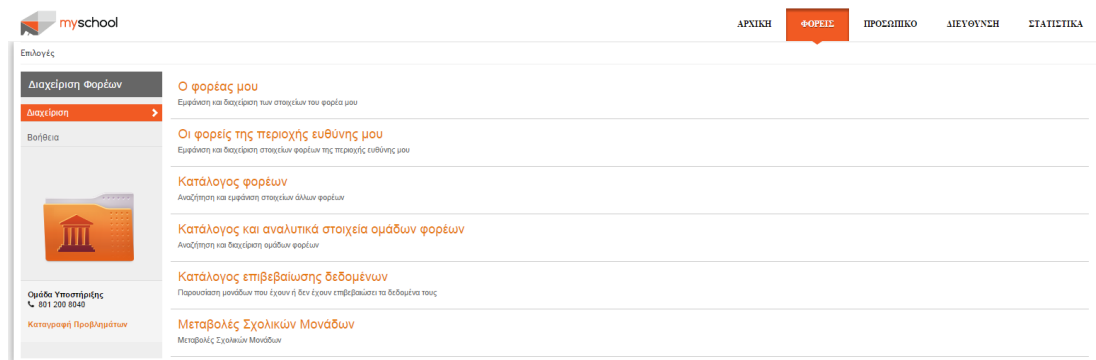 myschool
ΑΡΧΙΚΗ
ΦΟΡΕΙΣ
ΠΡΟΣΩΠΙΚΟ
ΔΙΕΥΘΥΝΣΗ
ΣΤΑΤΙΣΤΙΚΑ
Επιλογές
Διαχείριση Φορέων
Διαχείριση
Βοήθεια
Ομάδα Υποστήριξης
801 200 8040
Καταγραφή Προβλημάτων
Ο φορέας μου
Εμφάνιση και διαχείριση των στοιχείων του φορέα μου
Οι φορείς της περιοχής ευθύνης μου
Εμφάνιση και διαχείριση στοιχείων φορέων της περιοχής ευθύνης μου
Κατάλογος φορέων
Αναζήτηση και εμφάνιση στοιχείων άλλων φορέων
Κατάλογος και αναλυτικά στοιχεία ομάδων φορέων
Αναζήτηση και διαχείριση ομάδων φορέων
Κατάλογος επιβεβαίωσης δεδομένων
Παρουσίαση μονάδων που έχουν ή δεν έχουν επιβεβαιώσει τα δεδομένα τους
Μεταβολές Σχολικών Μονάδων
Μεταβολές Σχολικών Μονάδων